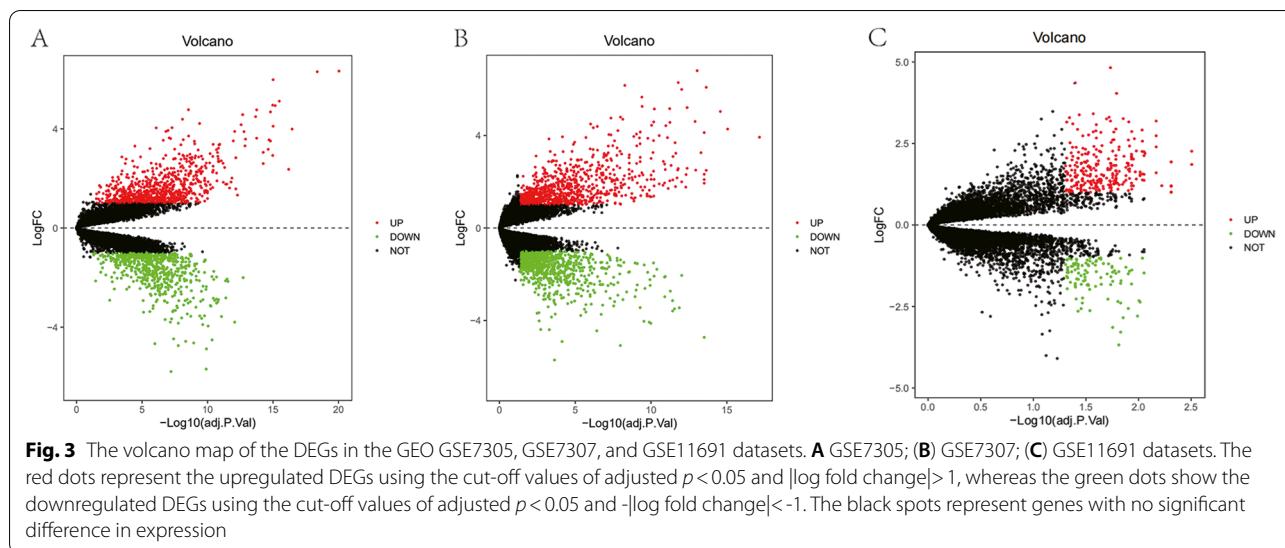 A
Volcano
LogFC
4
0
−4
0
5
10
15
20
−Log10(adj.P.Val)
UP
DOWN
NOT
B
Volcano
LogFC
4
0
−4
0
5
10
15
−Log10(adj.P.Val)
UP
DOWN
NOT
C
Volcano
LogFC
5.0
2.5
0.0
−2.5
−5.0
0.0
0.5
1.0
1.5
2.0
2.5
−Log10(adj.P.Val)
UP
DOWN
NOT
Fig. 3 The volcano map of the DEGs in the GEO GSE7305, GSE7307, and GSE11691 datasets. A GSE7305; (B) GSE7307; (C) GSE11691 datasets. The
red dots represent the upregulated DEGs using the cut-off values of adjusted p < 0.05 and |log fold change|> 1, whereas the green dots show the
downregulated DEGs using the cut-off values of adjusted p < 0.05 and -|log fold change|< -1. The black spots represent genes with no significant
difference in expression